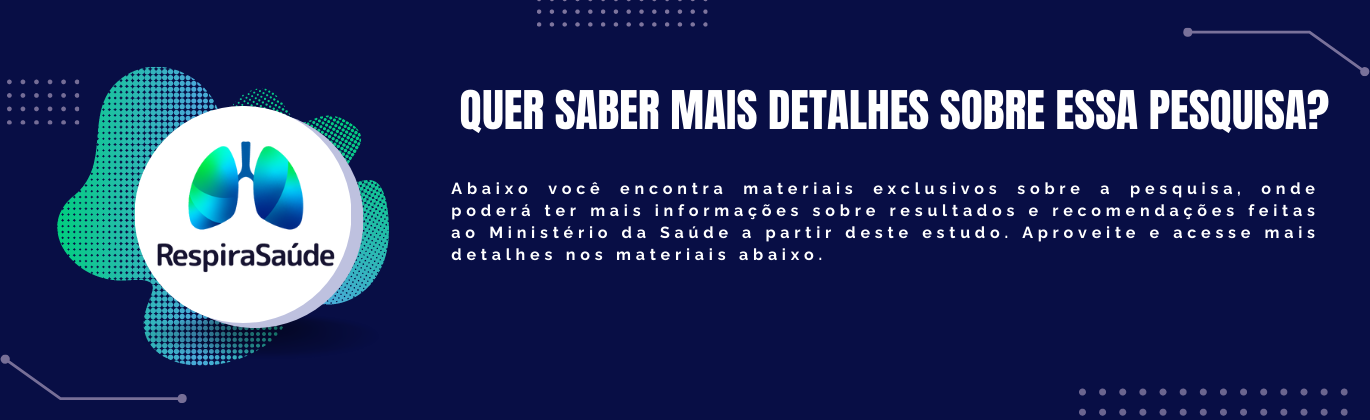 QUER SABER MAIS DETALHES SOBRE ESSA PESQUISA?
RespiraSaúde
Abaixo você encontra materiais exclusivos sobre a pesquisa, onde
poderá ter mais informações sobre resultados e recomendações feitas
ao Ministério da Saúde a partir deste estudo. Aproveite e acesse mais
detalhes nos materiais abaixo.